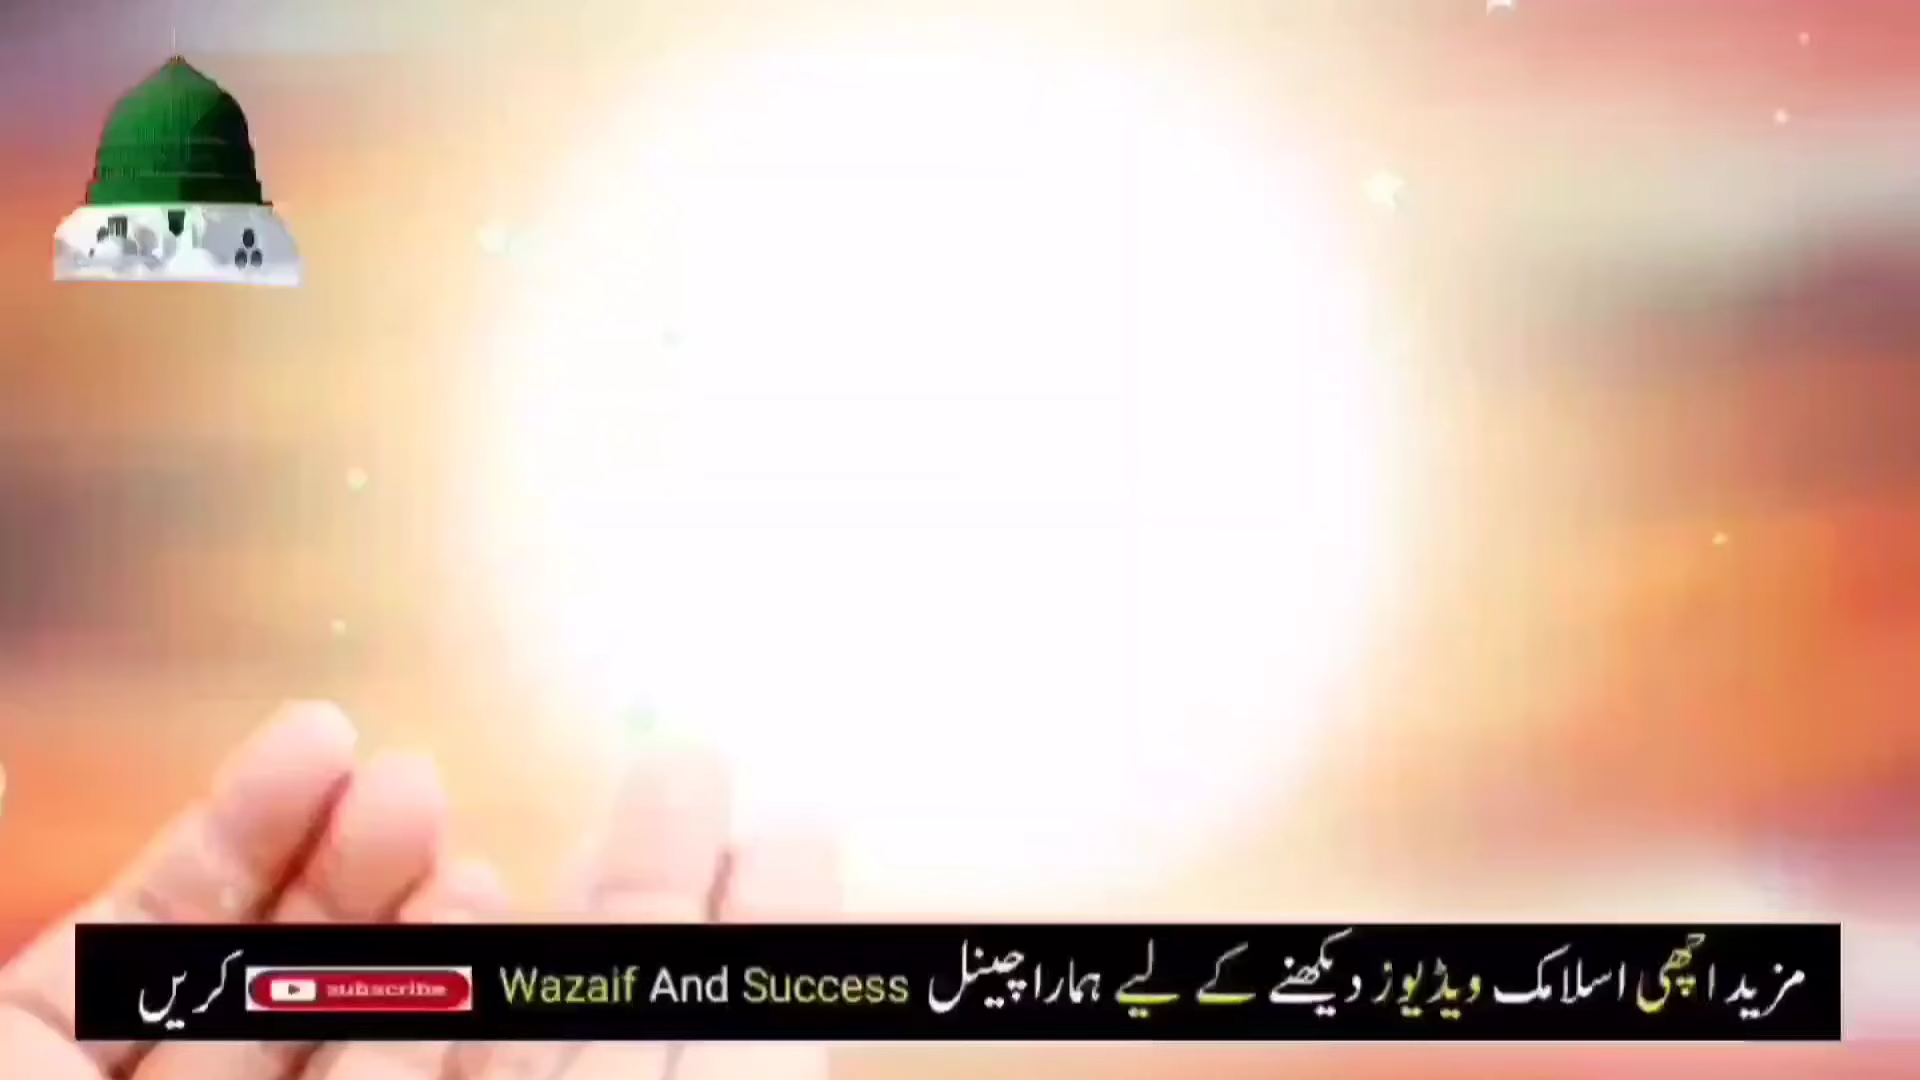 مزید اچھی اسلامک ویڈیوز دیکھنے کے لیے ہمارا چینل Wazaif And Success subscribe کریں